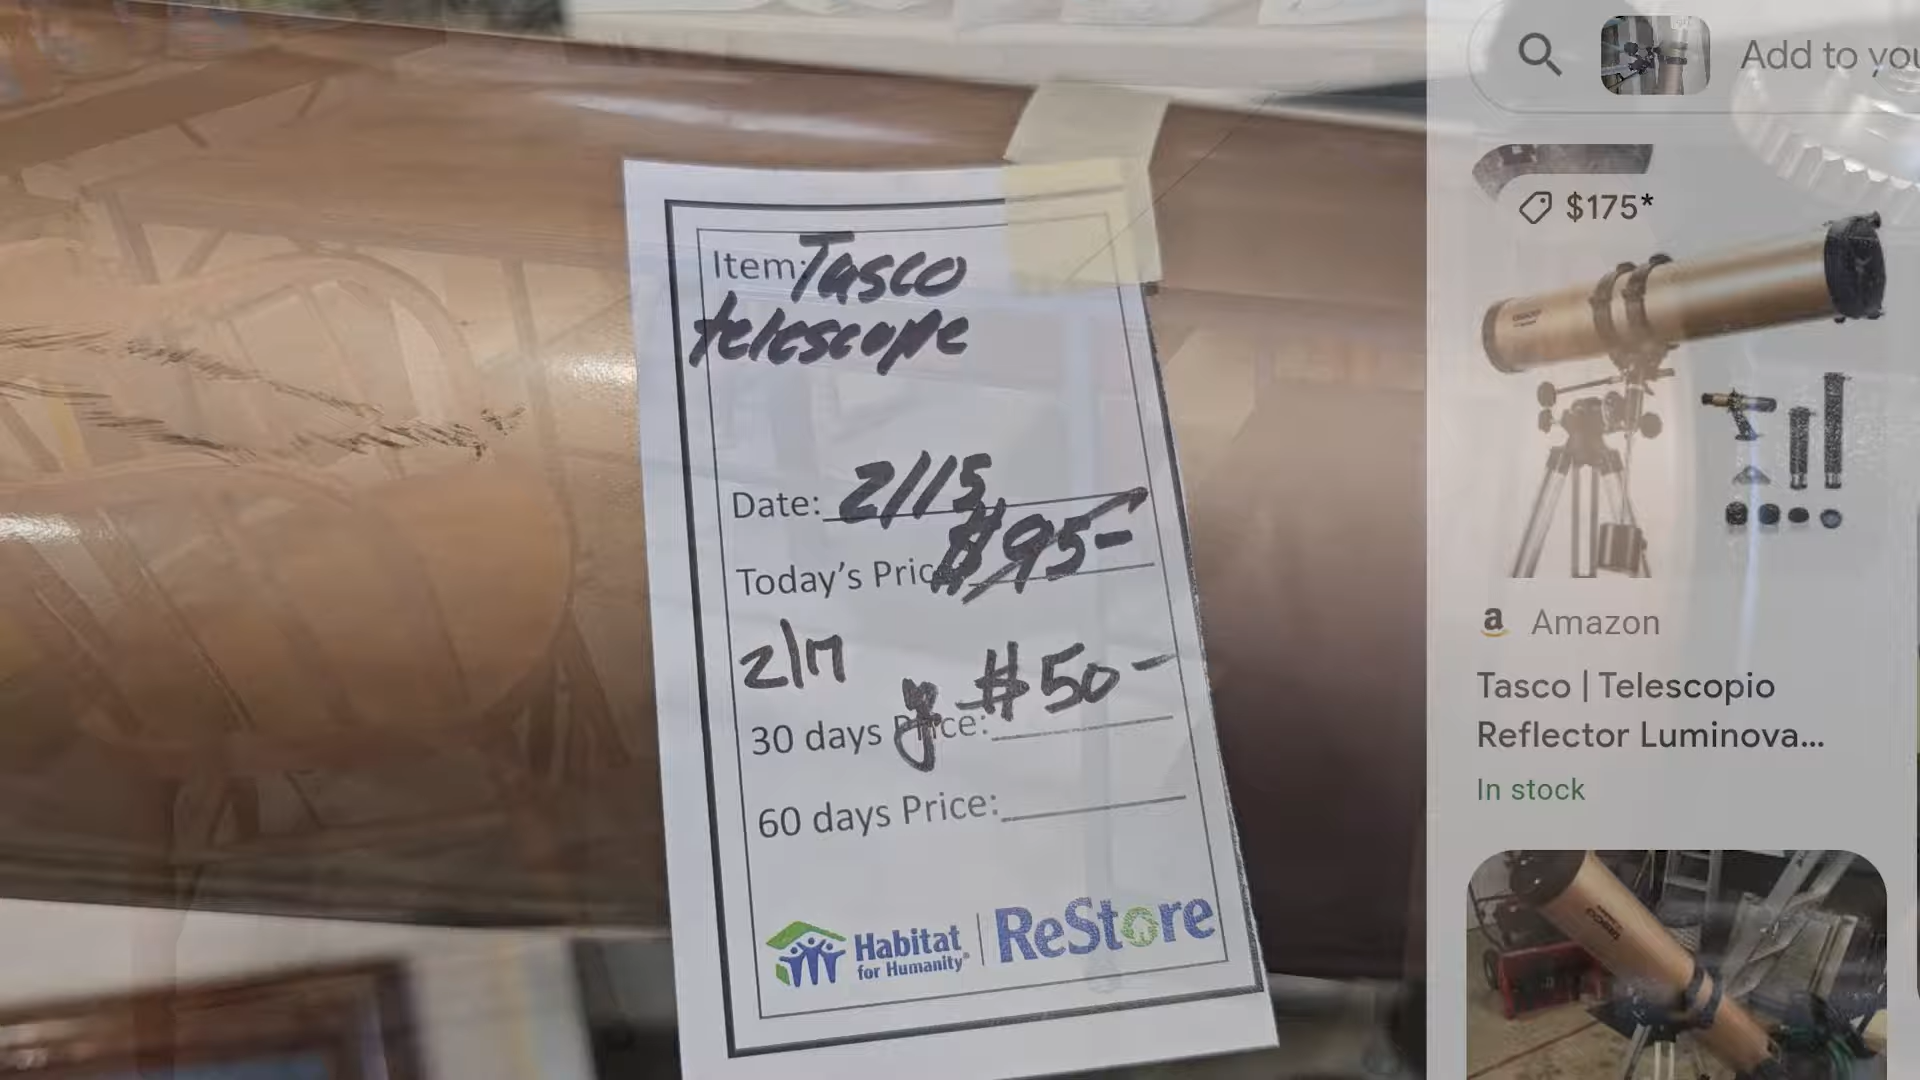 Item: Tasco
telescope
Date: 2/15
Today's Price $95-
2/17
$50-
30 days Price:
60 days Price:
Habitat
for Humanity®
ReStore
Add to you
$175*
Amazon
Tasco | Telescopio
Reflector Luminova...
In stock